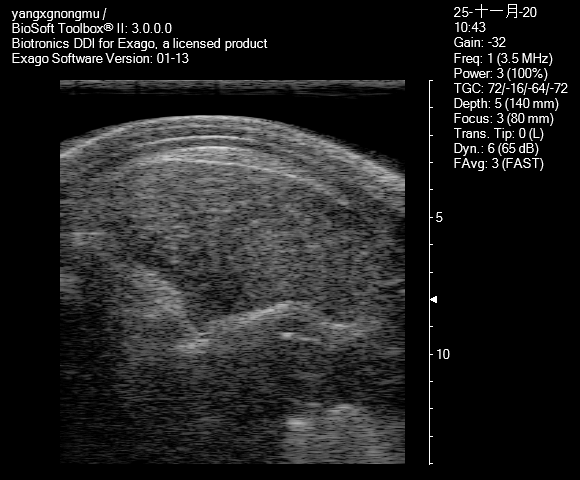 yangxgnongmu /
BioSoft Toolbox® II: 3.0.0.0
Biotronics DDI for Exago, a licensed product
Exago Software Version: 01-13
25-十一月-20
10:43
Gain: -32
Freq: 1 (3.5 MHz)
Power: 3 (100%)
TGC: 72/-16/-64/-72
Depth: 5 (140 mm)
Focus: 3 (80 mm)
Trans. Tip: 0 (L)
Dyn.: 6 (65 dB)
FAvg: 3 (FAST)
5
10